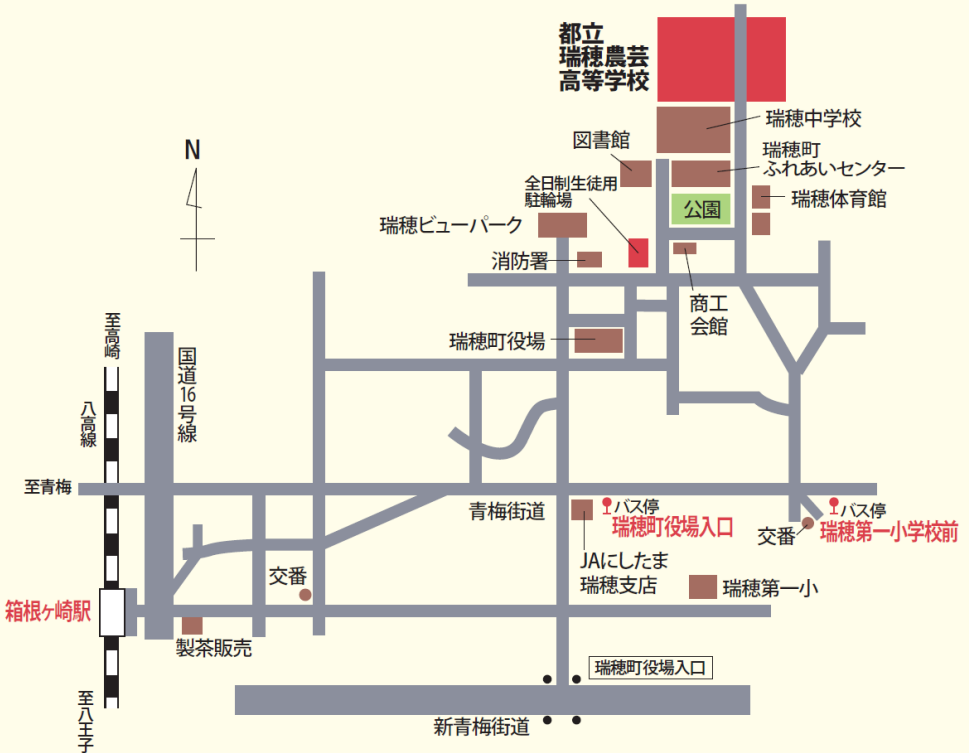 都立
瑞穂農芸
高等学校
瑞穂中学校
図書館
瑞穂町
ふれあいセンター
N
全日制生徒用
駐輪場
公園
瑞穂体育館
瑞穂ビューパーク
消防署
商工
会館
瑞穂町役場
至高崎
国道16号線
八高線
至青梅
青梅街道
バス停
瑞穂町役場入口
バス停
瑞穂第一小学校前
交番
JAにしたま
瑞穂支店
交番
瑞穂第一小
箱根ヶ崎駅
製茶販売
瑞穂町役場入口
至八王子
新青梅街道